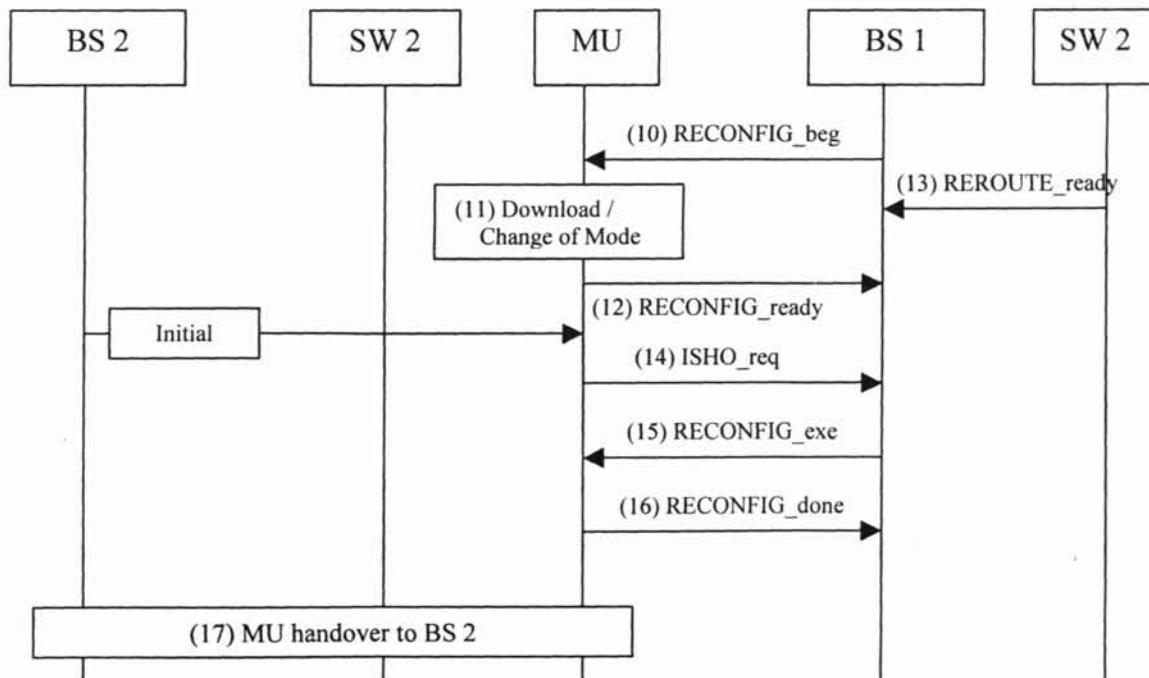 BS 2
SW 2
MU
BS 1
SW 2
(10) RECONFIG_beg
(13) REROUTE_ready
(11) Download /
Change of Mode
(12) RECONFIG_ready
Initial
(14) ISHO_req
(15) RECONFIG_exe
(16) RECONFIG_done
(17) MU handover to BS 2